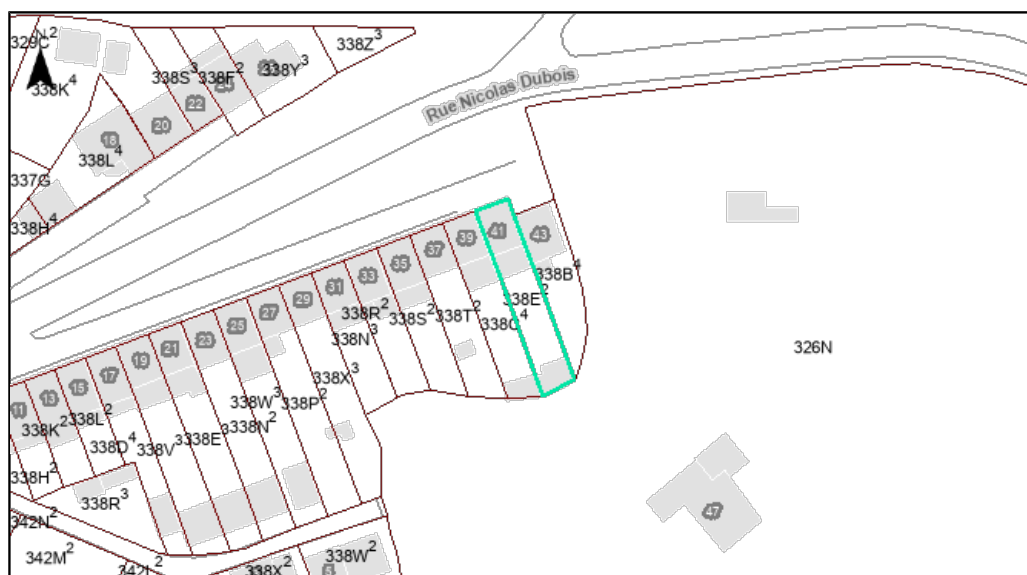 329C²
N
338K⁴
338S³
338F²
338Y³
338Z³
22
20
18
338L⁴
337G
338H⁴
Rue Nicolas Dubois
43
41
39
37
35
33
31
29
27
25
23
21
19
17
15
13
11
338B⁴
338E²
338C⁴
338T²
338S²
338R²
338N³
338X³
338P²
338W³
338N²
338V
338D⁴
338L²
338K²
338H²
338R³
342N²
342M²
338X²
338W²
326N
47